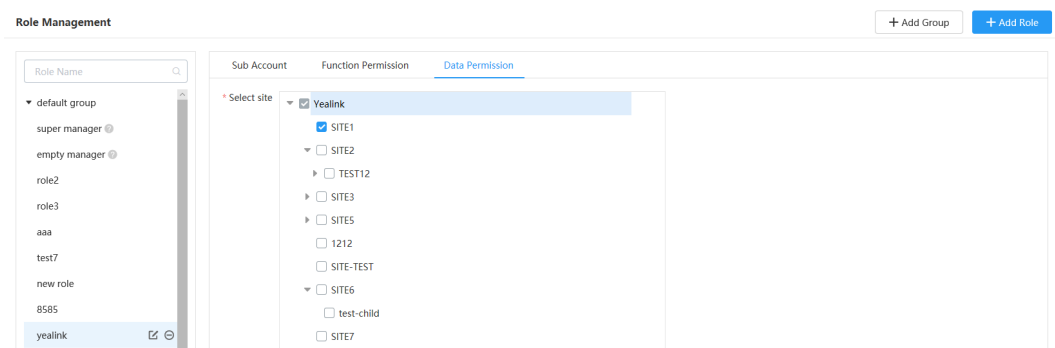 Role Management
+ Add Group
+ Add Role
Role Name
default group
super manager
empty manager
role2
role3
aaa
test7
new role
8585
yealink
Sub Account Function Permission Data Permission
* Select site
Yealink
SITE1
SITE2
TEST12
SITE3
SITE5
1212
SITE-TEST
SITE6
test-child
SITE7